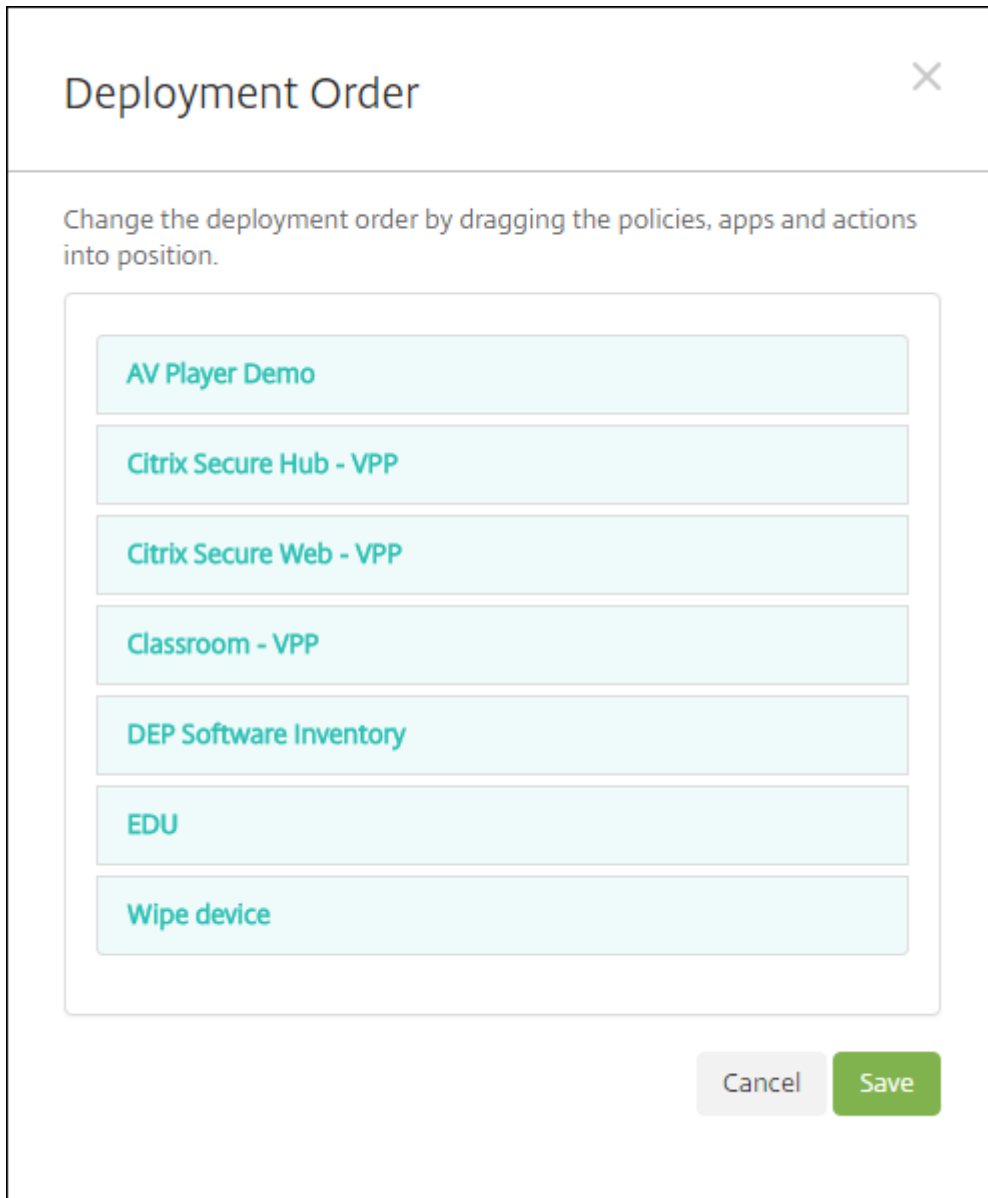 Deployment Order
Change the deployment order by dragging the policies, apps and actions
into position.
AV Player Demo
Citrix Secure Hub - VPP
Citrix Secure Web - VPP
Classroom - VPP
DEP Software Inventory
EDU
Wipe device
Cancel Save